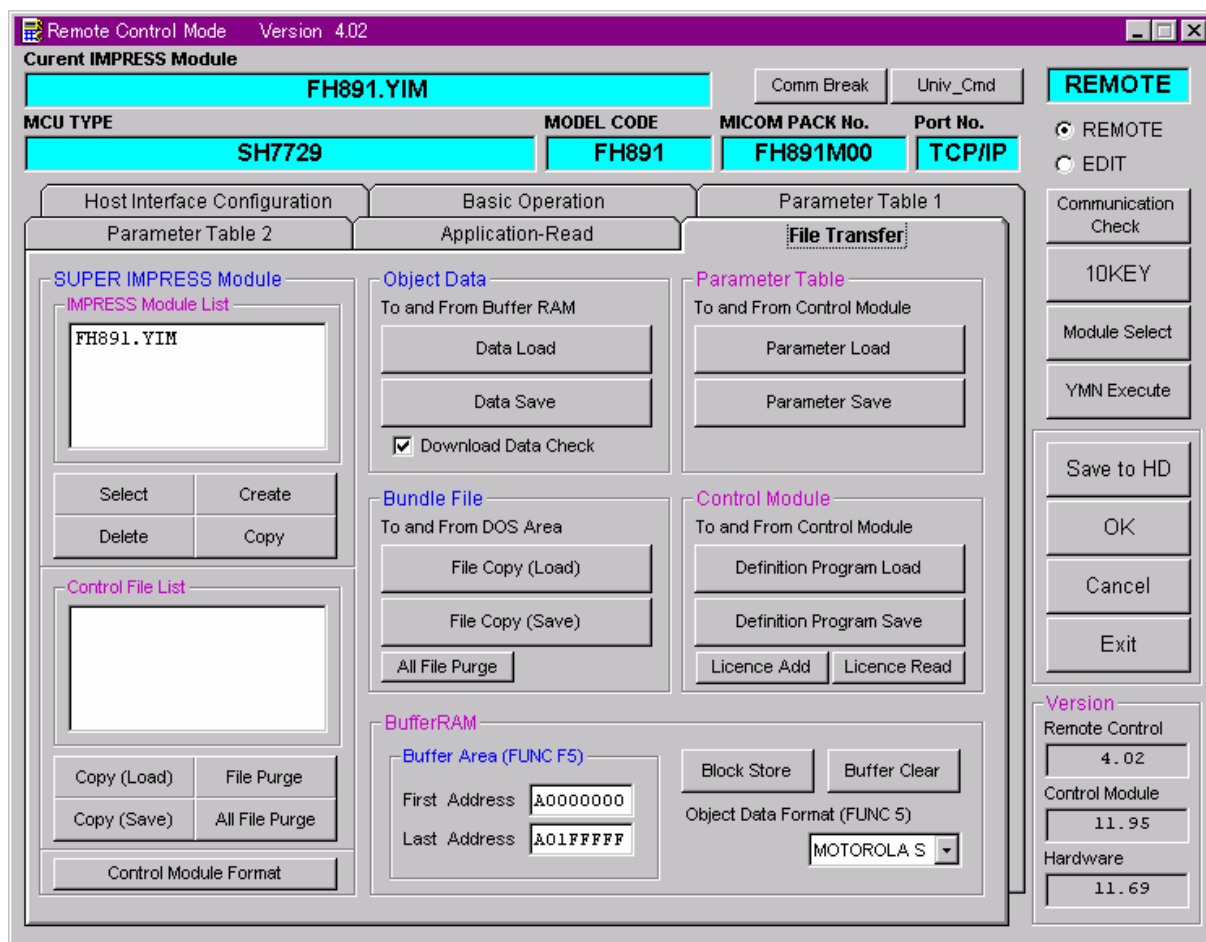 Remote Control Mode Version 4.02
Curent IMPRESS Module
FH891.YIM
Comm Break
Univ_Cmd
REMOTE
MCU TYPE
MODEL CODE
MICOM PACK No.
Port No.
SH7729
FH891
FH891M00
TCP/IP
REMOTE
EDIT
Host Interface Configuration
Basic Operation
Parameter Table 1
Parameter Table 2
Application-Read
File Transfer
SUPER IMPRESS Module
IMPRESS Module List
FH891.YIM
Select
Create
Delete
Copy
Control File List
Copy (Load)
File Purge
Copy (Save)
All File Purge
Control Module Format
Object Data
To and From Buffer RAM
Data Load
Data Save
Download Data Check
Parameter Table
To and From Control Module
Parameter Load
Parameter Save
Bundle File
To and From DOS Area
File Copy (Load)
File Copy (Save)
All File Purge
Control Module
To and From Control Module
Definition Program Load
Definition Program Save
Licence Add
Licence Read
BufferRAM
Buffer Area (FUNC F5)
First Address A0000000
Last Address A01FFFFF
Block Store
Buffer Clear
Object Data Format (FUNC 5)
MOTOROLA S
Communication
Check
10KEY
Module Select
YMN Execute
Save to HD
OK
Cancel
Exit
Version
Remote Control
4.02
Control Module
11.95
Hardware
11.69